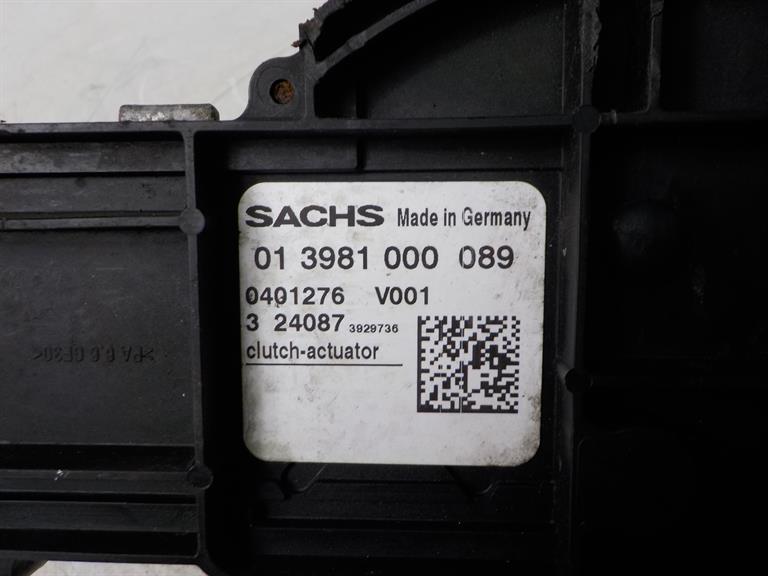 SACHS Made in Germany
01 3981 000 089
0401276 V001
3 24087 3929736
clutch-actuator